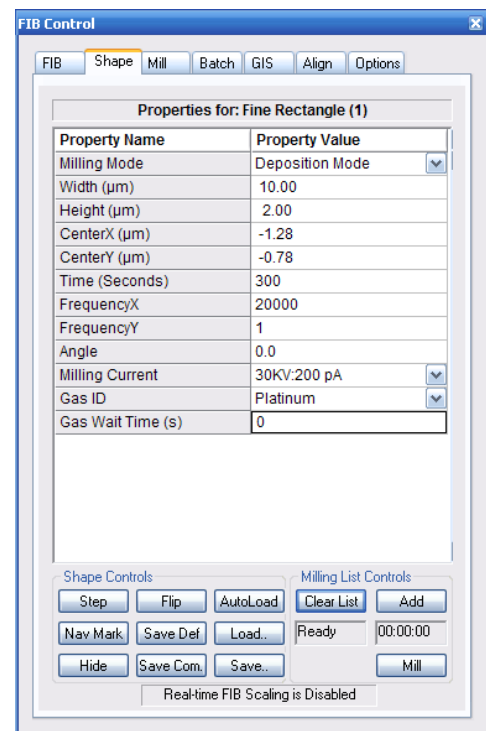 FIB Control
FIB Shape Mill Batch GIS Align Options
Properties for: Fine Rectangle (1)
Property Name Property Value
Milling Mode Deposition Mode
Width (µm) 10.00
Height (µm) 2.00
CenterX (µm) -1.28
CenterY (µm) -0.78
Time (Seconds) 300
FrequencyX 20000
FrequencyY 1
Angle 0.0
Milling Current 30KV:200 pA
Gas ID Platinum
Gas Wait Time (s) 0
Shape Controls Milling List Controls
Step Flip AutoLoad Clear List Add
Nav Mark Save Def Load.. Ready 00:00:00
Hide Save Com. Save.. Mill
Real-time FIB Scaling is Disabled